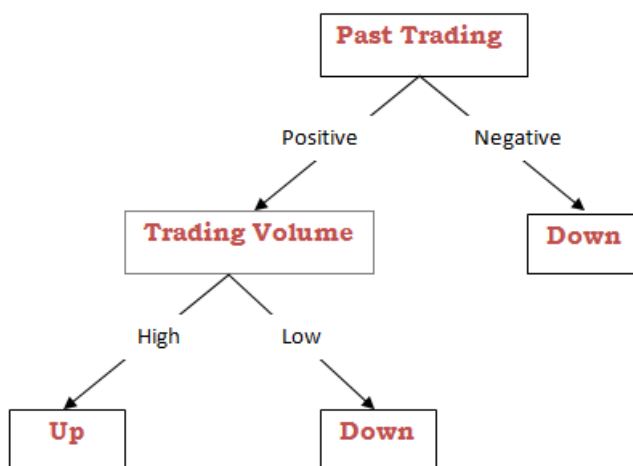 Past Trading
Positive
Negative
Trading Volume
Down
High
Low
Up
Down